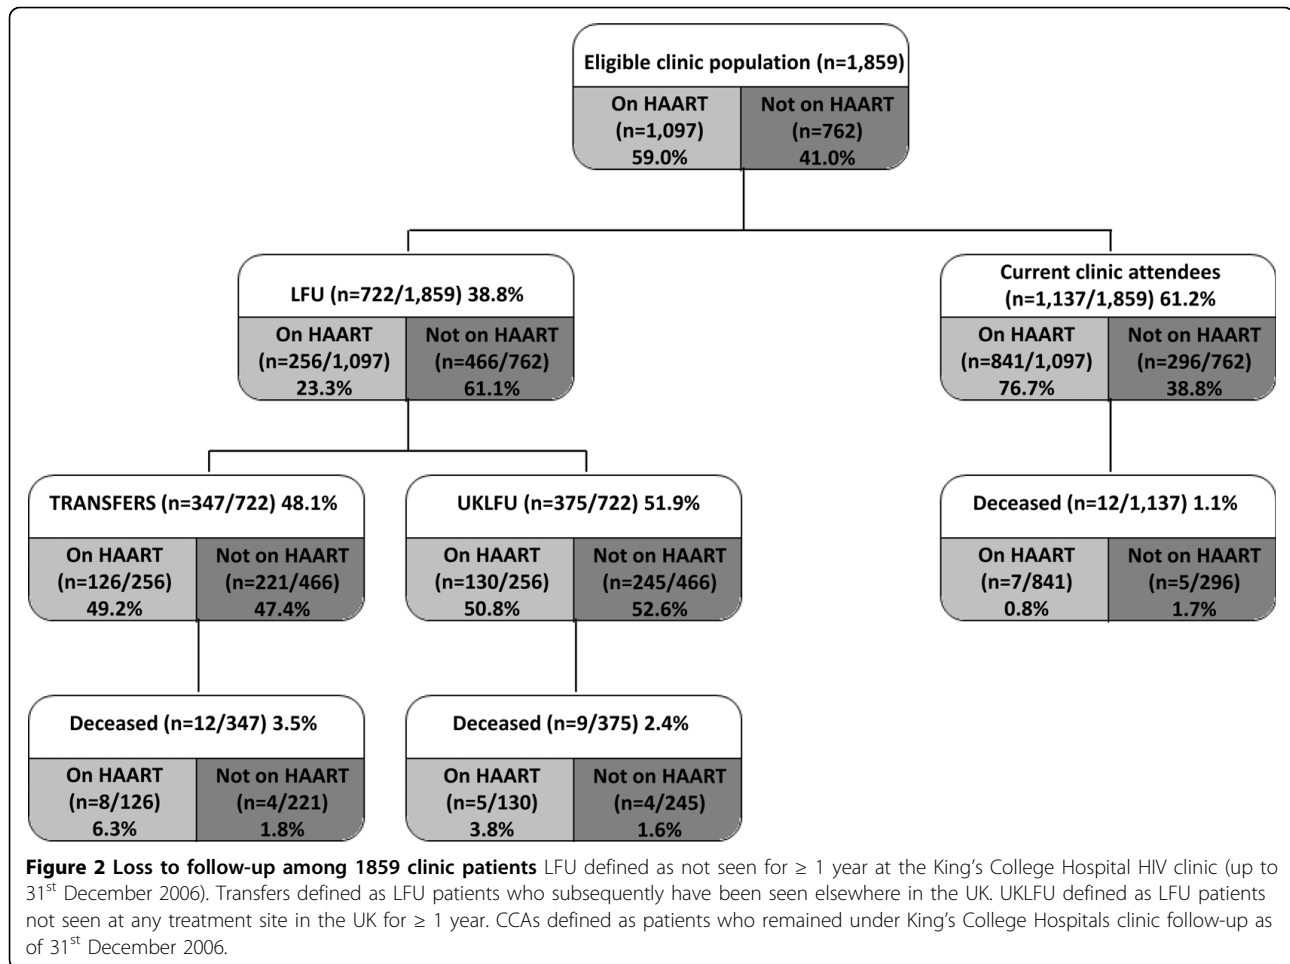 Eligible clinic population (n=1,859)
On HAART
(n=1,097)
59.0%
Not on HAART
(n=762)
41.0%
LFU (n=722/1,859) 38.8%
On HAART
(n=256/1,097)
23.3%
Not on HAART
(n=466/762)
61.1%
Current clinic attendees
(n=1,137/1,859) 61.2%
On HAART
(n=841/1,097)
76.7%
Not on HAART
(n=296/762)
38.8%
TRANSFERS (n=347/722) 48.1%
On HAART
(n=126/256)
49.2%
Not on HAART
(n=221/466)
47.4%
UKLFU (n=375/722) 51.9%
On HAART
(n=130/256)
50.8%
Not on HAART
(n=245/466)
52.6%
Deceased (n=12/1,137) 1.1%
On HAART
(n=7/841)
0.8%
Not on HAART
(n=5/296)
1.7%
Deceased (n=12/347) 3.5%
On HAART
(n=8/126)
6.3%
Not on HAART
(n=4/221)
1.8%
Deceased (n=9/375) 2.4%
On HAART
(n=5/130)
3.8%
Not on HAART
(n=4/245)
1.6%
Figure 2 Loss to follow-up among 1859 clinic patients LFU defined as not seen for ≥ 1 year at the King's College Hospital HIV clinic (up to
31st December 2006). Transfers defined as LFU patients who subsequently have been seen elsewhere in the UK. UKLFU defined as LFU patients
not seen at any treatment site in the UK for ≥ 1 year. CCAs defined as patients who remained under King's College Hospitals clinic follow-up as
of 31st December 2006.